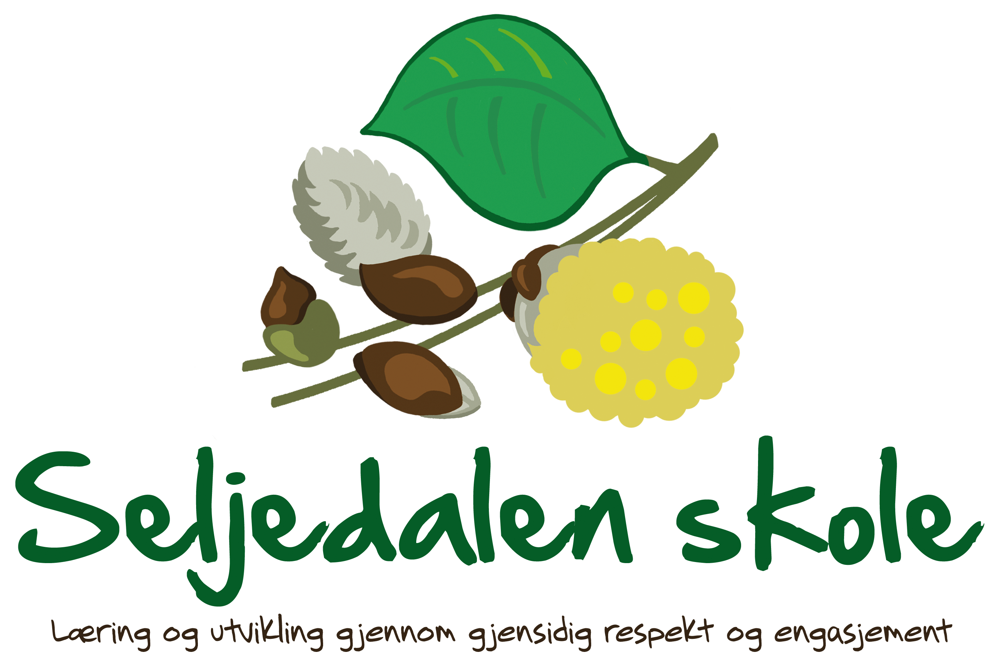 Seljedalen skole
Læring og utvikling gjennom gjensidig respekt og engasjement